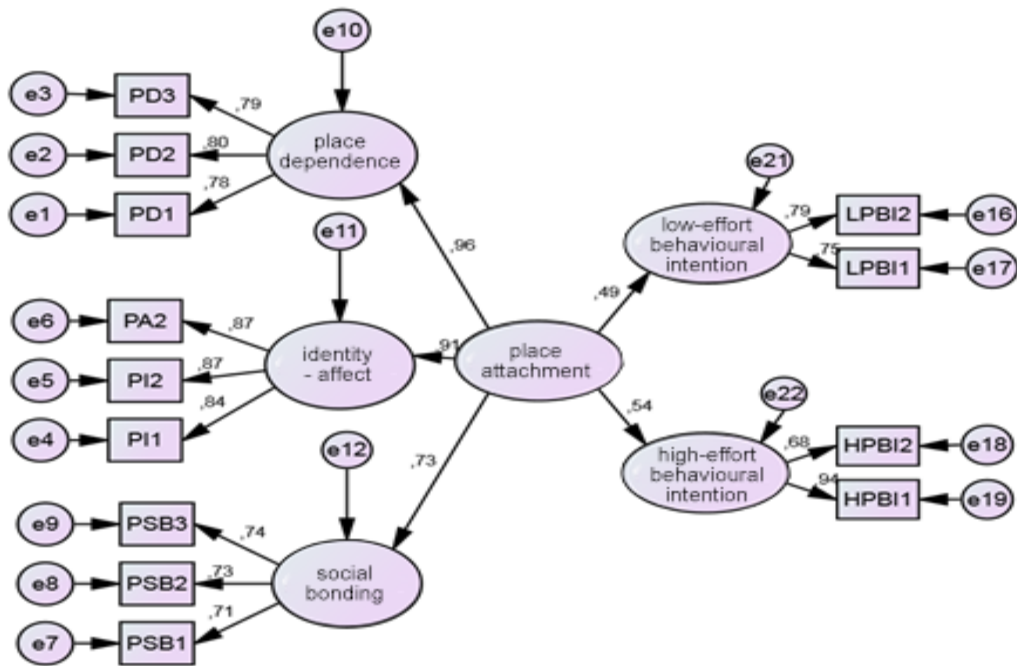 e10
e3
PD3
,79
e2
PD2
,80
e1
PD1
,78
place
dependence
e11
,96
e6
PA2
,87
e5
PI2
,87
e4
PI1
,84
identity
- affect
,91
place
attachment
e12
,73
e9
PSB3
,74
e8
PSB2
,73
e7
PSB1
,71
social
bonding
e21
low-effort
behavioural
intention
,49
,79
LPBI2
e16
,75
LPBI1
e17
e22
,54
high-effort
behavioural
intention
,68
HPBI2
e18
,94
HPBI1
e19